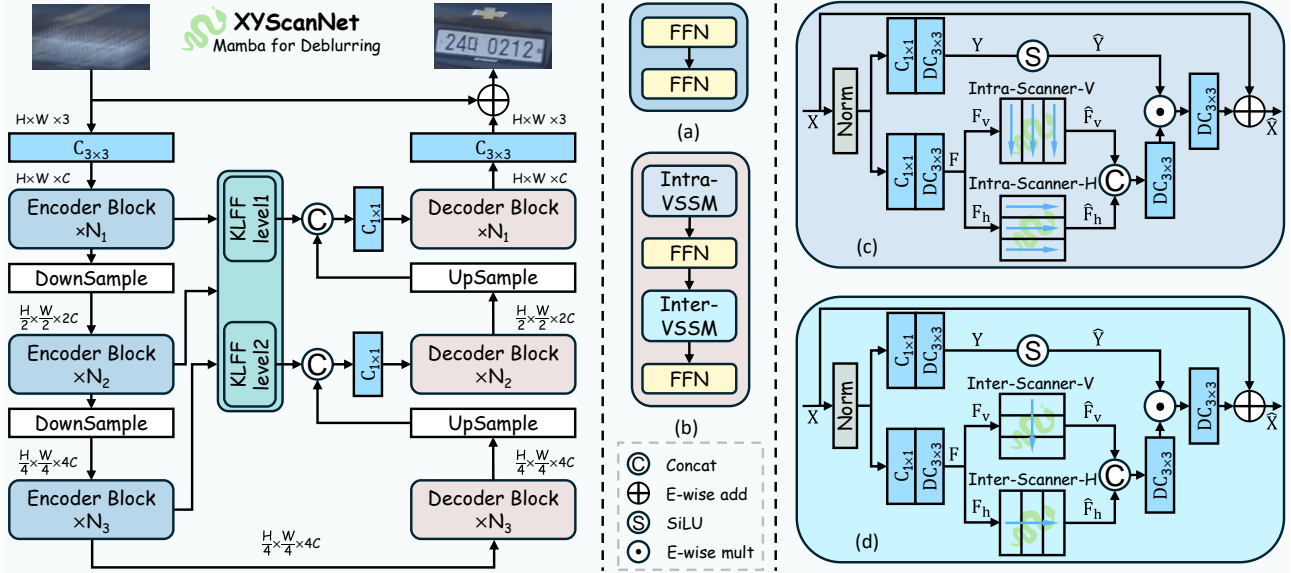 XYScanNet
Mamba for Deblurring
240 0212
H×W×3
C3×3
H×W×C
Encoder Block
×N1
DownSample
H/2×W/2×2C
Encoder Block
×N2
DownSample
H/4×W/4×4C
Encoder Block
×N3
H/4×W/4×4C
KLFF
level1
KLFF
level2
C
C1×1
C
C1×1
H×W×3
C3×3
H×W×C
Decoder Block
×N1
UpSample
H/2×W/2×2C
Decoder Block
×N2
UpSample
H/4×W/4×4C
Decoder Block
×N3
FFN
FFN
(a)
Intra-
VSSM
FFN
Inter-
VSSM
FFN
(b)
C Concat
E-wise add
S SiLU
E-wise mult
X
Norm
C1×1
DC3×3
Y
S
Ŷ
Intra-Scanner-V
C1×1
DC3×3
F
Fv
F̂v
Intra-Scanner-H
Fh
F̂h
C
DC3×3
DC3×3
X̂
(c)
X
Norm
C1×1
DC3×3
Y
S
Ŷ
Inter-Scanner-V
C1×1
DC3×3
F
Fv
F̂v
Inter-Scanner-H
Fh
F̂h
C
DC3×3
DC3×3
X̂
(d)